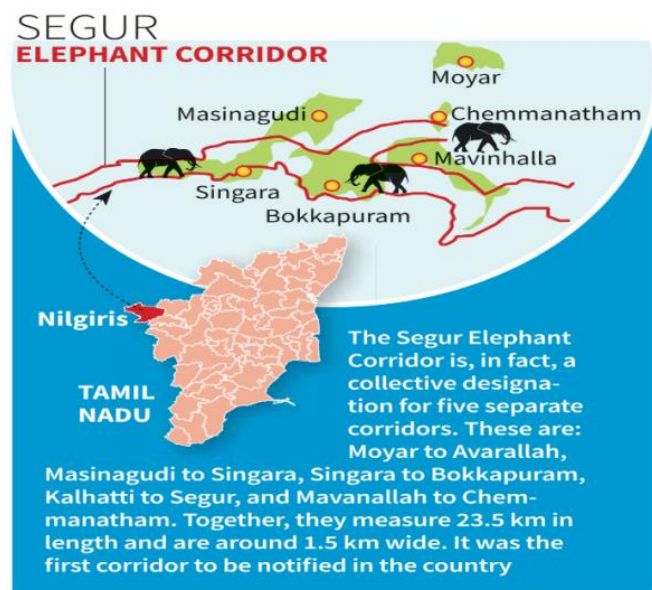 SEGUR
ELEPHANT CORRIDOR
Moyar
Masinagudi
Chemmanatham
Mavinhalla
Singara
Bokkapuram
Nilgiris
TAMIL
NADU
The Segur Elephant
Corridor is, in fact, a
collective designa-
tion for five separate
corridors. These are:
Moyar to Avarallah,
Masinagudi to Singara, Singara to Bokkapuram,
Kalhatti to Segur, and Mavanallah to Chem-
manatham. Together, they measure 23.5 km in
length and are around 1.5 km wide. It was the
first corridor to be notified in the country